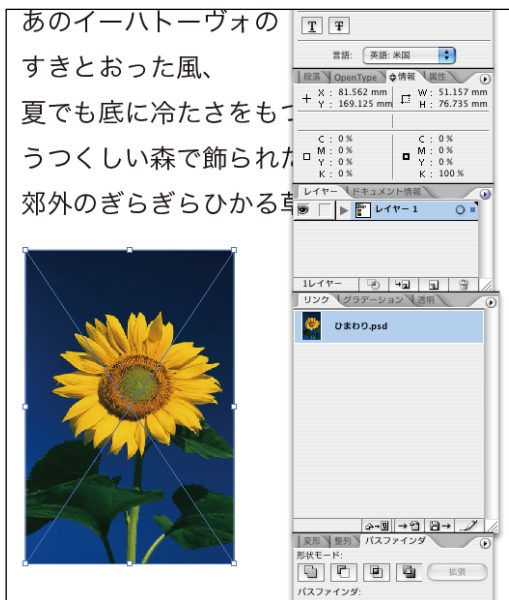 あのイーハトーヴォの
すきとおった風、
夏でも底に冷たさをもつ
うつくしい森で飾られた
郊外のぎらぎらひかる草
T T
言語: 英語: 米国
段落 OpenType 情報 属性
X : 81.562 mm W : 51.157 mm
Y : 169.125 mm H : 76.735 mm
C : 0 % C : 0 %
M : 0 % M : 0 %
Y : 0 % Y : 0 %
K : 0 % K : 100 %
レイヤー ドキュメント情報
レイヤー 1
1レイヤー
リンク グラデーション 透明
ひまわり.psd
変形 整列 パスファインダ
形状モード:
拡張
パスファインダ: